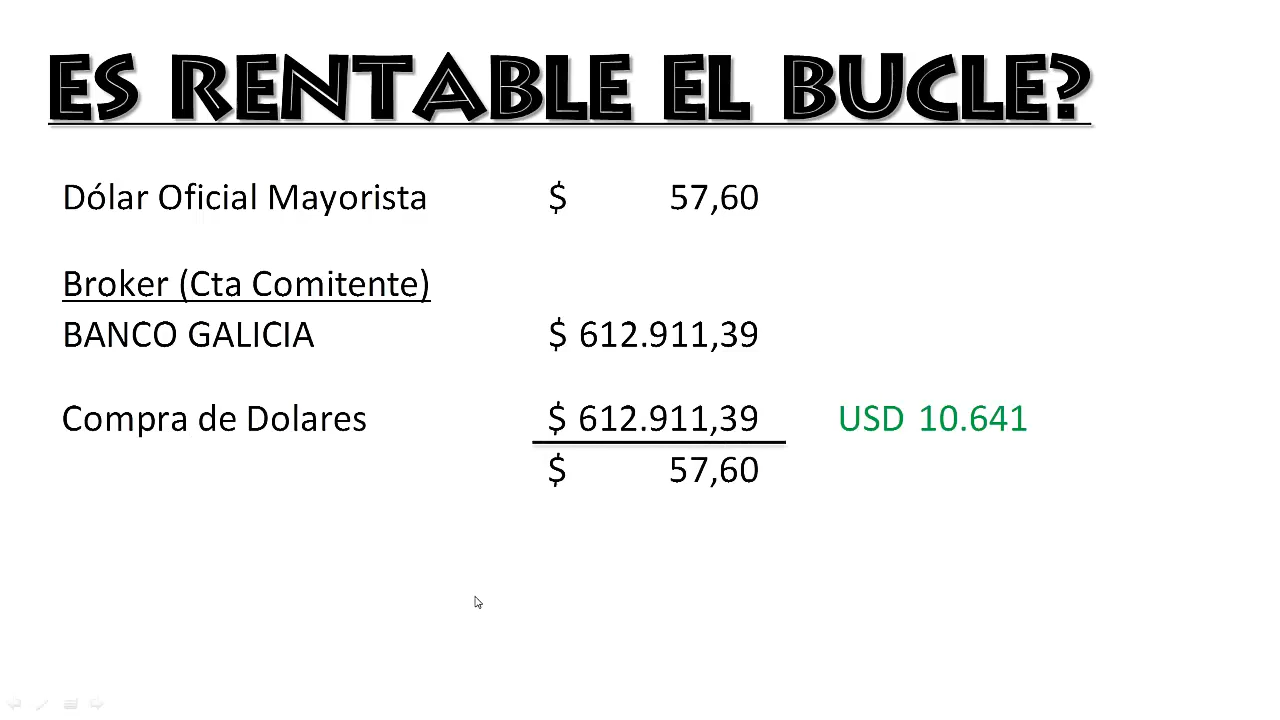 ES RENTABLE EL BUCLE?
Dólar Oficial Mayorista $ 57,60
Broker (Cta Comitente)
BANCO GALICIA $ 612.911,39
Compra de Dolares $ 612.911,39 USD 10.641
$ 57,60